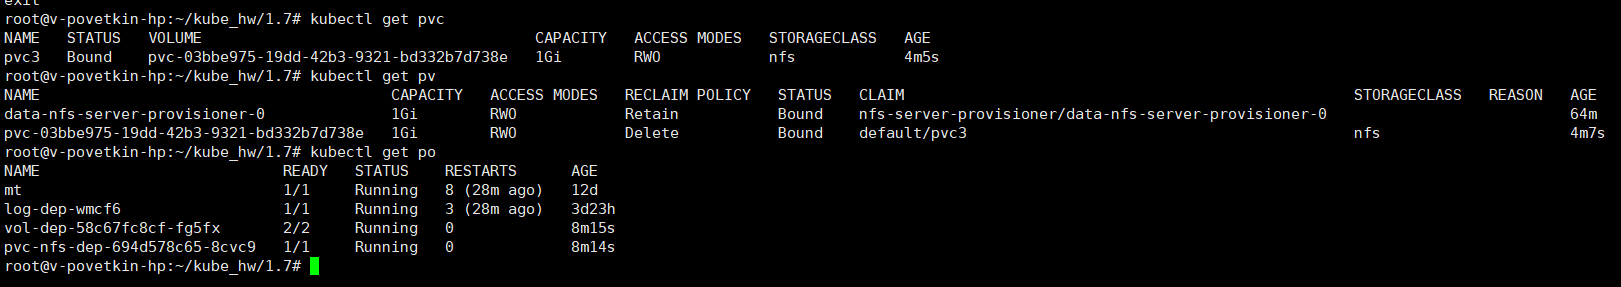 exit
root@v-povetkin-hp:~/kube_hw/1.7# kubectl get pvc
NAME   STATUS   VOLUME                                     CAPACITY   ACCESS MODES   STORAGECLASS   AGE
pvc3   Bound    pvc-03bbe975-19dd-42b3-9321-bd332b7d738e   1Gi        RWO            nfs            4m5s
root@v-povetkin-hp:~/kube_hw/1.7# kubectl get pv
NAME                                       CAPACITY   ACCESS MODES   RECLAIM POLICY   STATUS   CLAIM                                                  STORAGECLASS   REASON   AGE
data-nfs-server-provisioner-0              1Gi        RWO            Retain           Bound    nfs-server-provisioner/data-nfs-server-provisioner-0                           64m
pvc-03bbe975-19dd-42b3-9321-bd332b7d738e   1Gi        RWO            Delete           Bound    default/pvc3                                           nfs                     4m7s
root@v-povetkin-hp:~/kube_hw/1.7# kubectl get po
NAME                           READY   STATUS    RESTARTS      AGE
mt                             1/1     Running   8 (28m ago)   12d
log-dep-wmcf6                  1/1     Running   3 (28m ago)   3d23h
vol-dep-58c67fc8cf-fg5fx       2/2     Running   0             8m15s
pvc-nfs-dep-694d578c65-8cvc9   1/1     Running   0             8m14s
root@v-povetkin-hp:~/kube_hw/1.7#